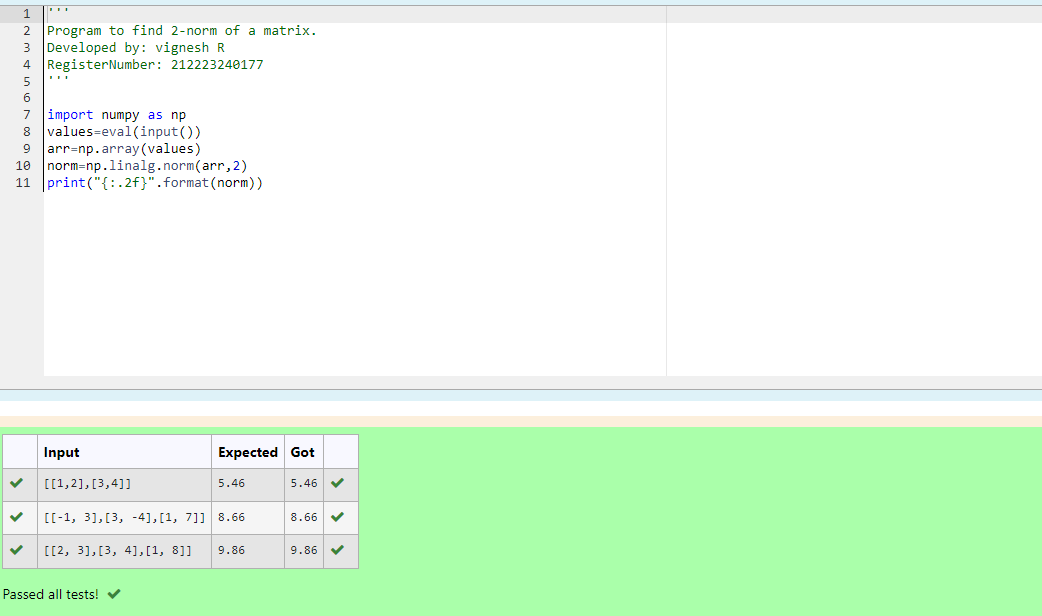 1 '''
2 Program to find 2-norm of a matrix.
3 Developed by: vignesh R
4 RegisterNumber: 212223240177
5 '''
6
7 import numpy as np
8 values=eval(input())
9 arr=np.array(values)
10 norm=np.linalg.norm(arr,2)
11 print("{:.2f}".format(norm))
Input Expected Got
[[1,2],[3,4]] 5.46 5.46
[[-1, 3],[3, -4],[1, 7]] 8.66 8.66
[[2, 3],[3, 4],[1, 8]] 9.86 9.86
Passed all tests!